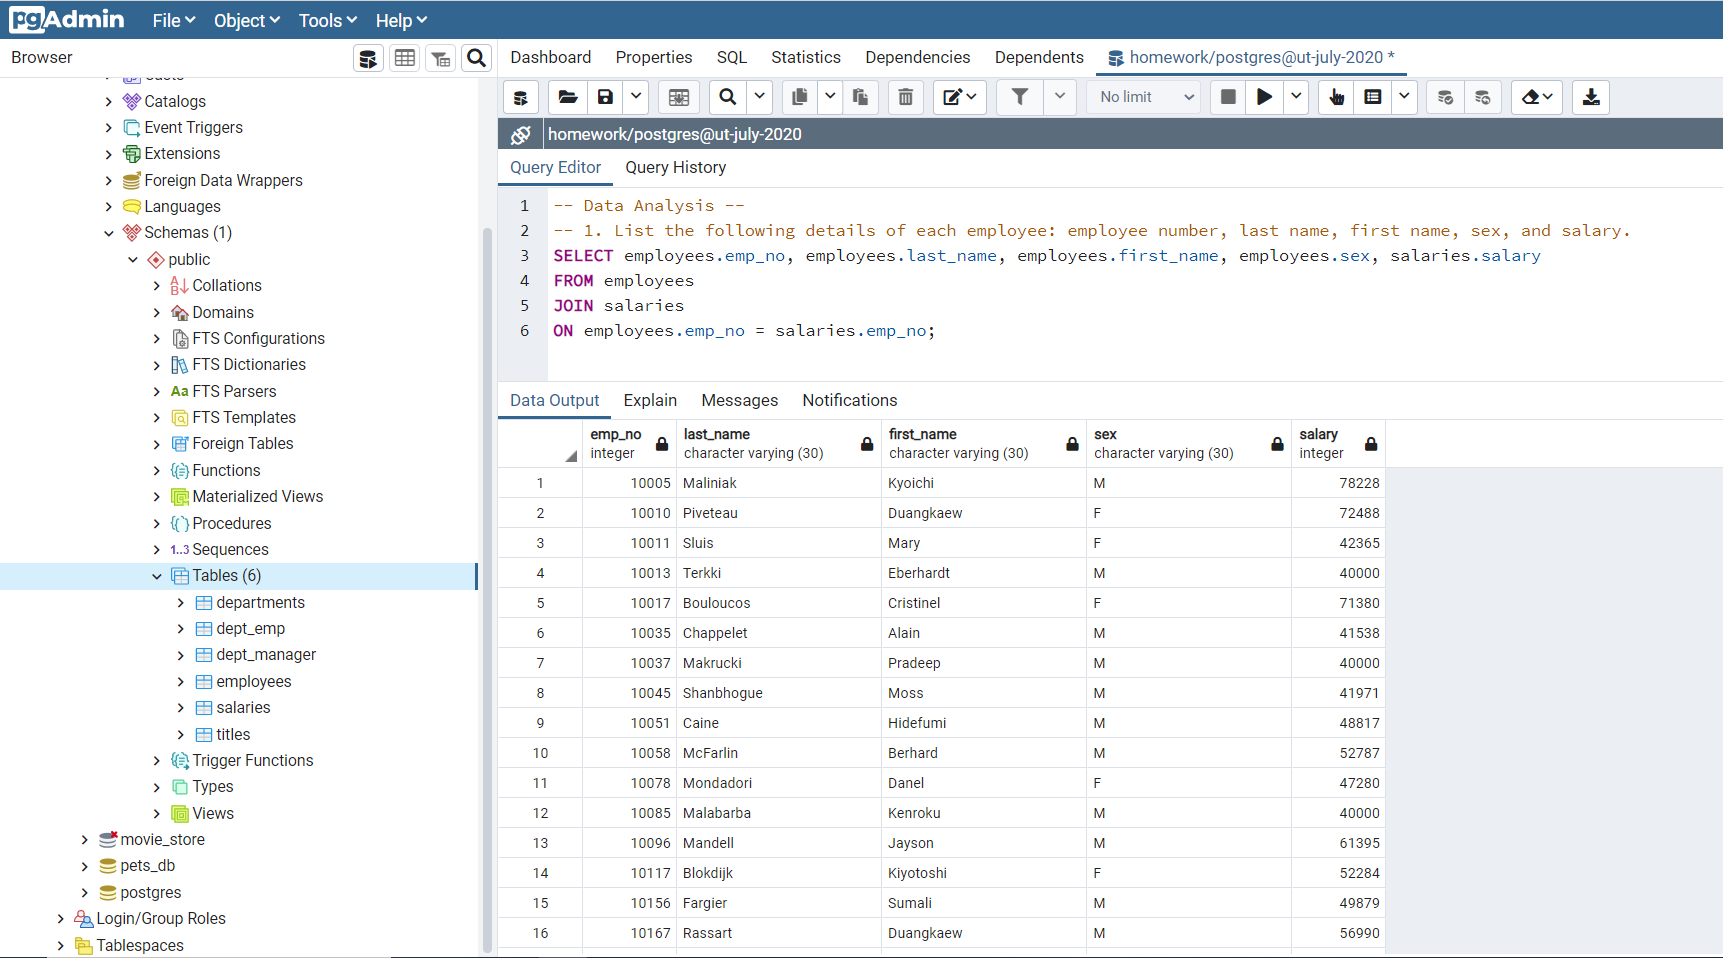 pgAdmin File Object Tools Help
Browser
Dashboard Properties SQL Statistics Dependencies Dependents homework/postgres@ut-july-2020 *
Catalogs
Event Triggers
Extensions
Foreign Data Wrappers
Languages
Schemas (1)
public
Collations
Domains
FTS Configurations
FTS Dictionaries
Aa FTS Parsers
FTS Templates
Foreign Tables
Functions
Materialized Views
Procedures
1..3 Sequences
Tables (6)
departments
dept_emp
dept_manager
employees
salaries
titles
Trigger Functions
Types
Views
movie_store
pets_db
postgres
Login/Group Roles
Tablespaces
No limit
homework/postgres@ut-july-2020
Query Editor Query History
1 -- Data Analysis --
2 -- 1. List the following details of each employee: employee number, last name, first name, sex, and salary.
3 SELECT employees.emp_no, employees.last_name, employees.first_name, employees.sex, salaries.salary
4 FROM employees
5 JOIN salaries
6 ON employees.emp_no = salaries.emp_no;
Data Output Explain Messages Notifications
emp_no last_name first_name sex salary
integer character varying (30) character varying (30) character varying (30) integer
1 10005 Maliniak Kyoichi M 78228
2 10010 Piveteau Duangkaew F 72488
3 10011 Sluis Mary F 42365
4 10013 Terkki Eberhardt M 40000
5 10017 Bouloucos Cristinel F 71380
6 10035 Chappelet Alain M 41538
7 10037 Makrucki Pradeep M 40000
8 10045 Shanbhogue Moss M 41971
9 10051 Caine Hidefumi M 48817
10 10058 McFarlin Berhard M 52787
11 10078 Mondadori Danel F 47280
12 10085 Malabarba Kenroku M 40000
13 10096 Mandell Jayson M 61395
14 10117 Blokdijk Kiyotoshi F 52284
15 10156 Fargier Sumali M 49879
16 10167 Rassart Duangkaew M 56990